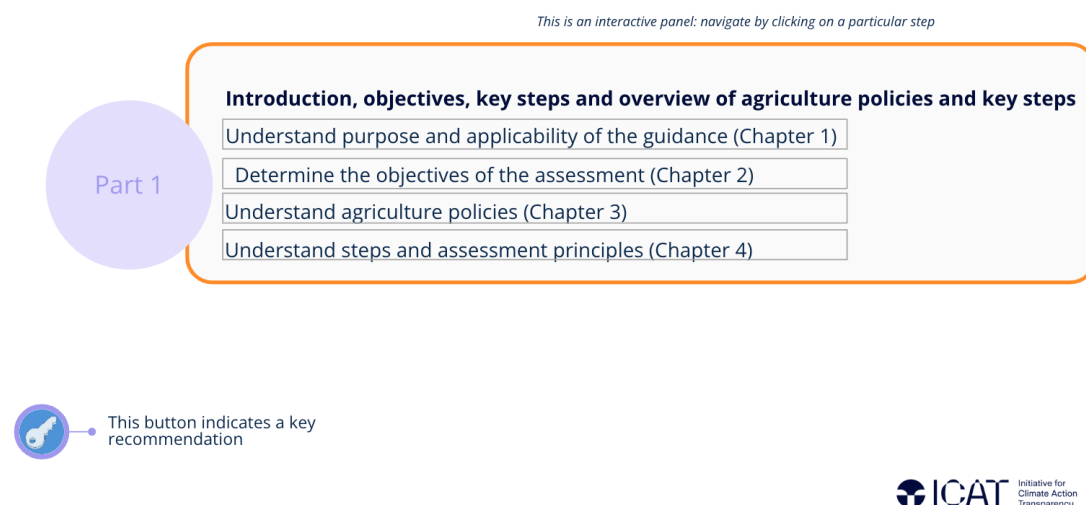 This is an interactive panel: navigate by clicking on a particular step
Introduction, objectives, key steps and overview of agriculture policies and key steps
Understand purpose and applicability of the guidance (Chapter 1)
Determine the objectives of the assessment (Chapter 2)
Part 1
Understand agriculture policies (Chapter 3)
Understand steps and assessment principles (Chapter 4)
This button indicates a key
recommendation
ICAT
Initiative for
Climate Action
Transparency